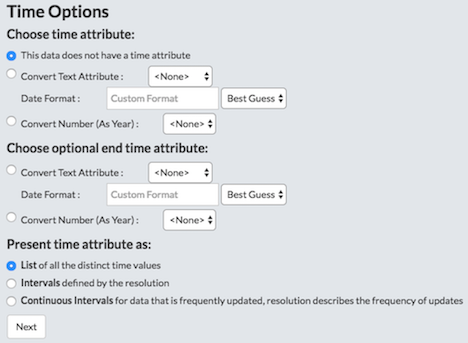 Time Options
Choose time attribute:
This data does not have a time attribute
Convert Text Attribute : <None>
Date Format : Custom Format Best Guess
Convert Number (As Year) : <None>
Choose optional end time attribute:
Convert Text Attribute : <None>
Date Format : Custom Format Best Guess
Convert Number (As Year) : <None>
Present time attribute as:
List of all the distinct time values
Intervals defined by the resolution
Continuous Intervals for data that is frequently updated, resolution describes the frequency of updates
Next